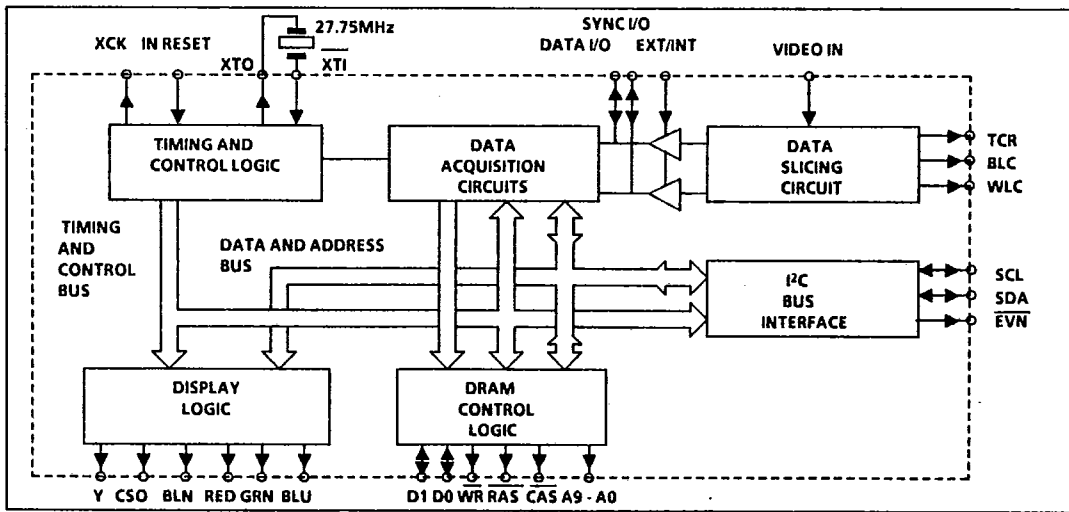 27.75MHz
SYNC I/O
XCK IN RESET
XTO
XTI
DATA I/O EXT/INT
VIDEO IN
TIMING AND
CONTROL LOGIC
DATA
ACQUISITION
CIRCUITS
DATA
SLICING
CIRCUIT
TCR
BLC
WLC
TIMING
AND
CONTROL
BUS
DATA AND ADDRESS
BUS
I²C
BUS
INTERFACE
SCL
SDA
EVN
DISPLAY
LOGIC
DRAM
CONTROL
LOGIC
Y CSO BLN RED GRN BLU
D1 D0 WR RAS CAS A9 - A0